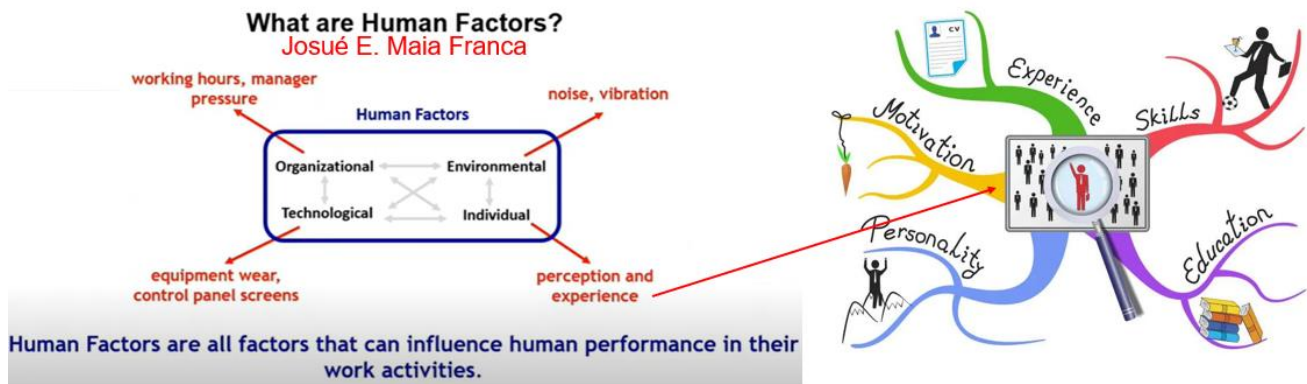 What are Human Factors?
Josué E. Maia Franca
working hours, manager
pressure
noise, vibration
Human Factors
Organizational
Environmental
Technological
Individual
equipment wear,
control panel screens
perception and
experience
Human Factors are all factors that can influence human performance in their
work activities.
CV
Experience
Skills
Motivation
Personality
Education